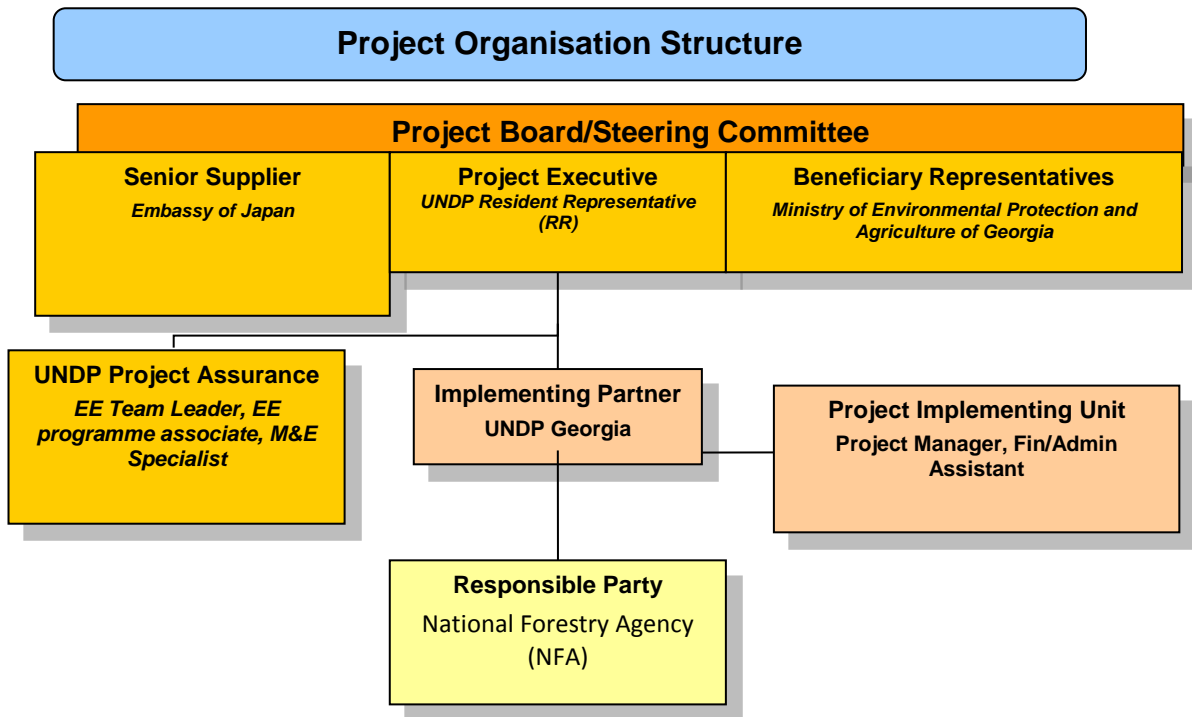 Project Organisation Structure
Project Board/Steering Committee
Senior Supplier
Embassy of Japan
Project Executive
UNDP Resident Representative
(RR)
Beneficiary Representatives
Ministry of Environmental Protection and
Agriculture of Georgia
UNDP Project Assurance
EE Team Leader, EE
programme associate, M&E
Specialist
Implementing Partner
UNDP Georgia
Project Implementing Unit
Project Manager, Fin/Admin
Assistant
Responsible Party
National Forestry Agency
(NFA)